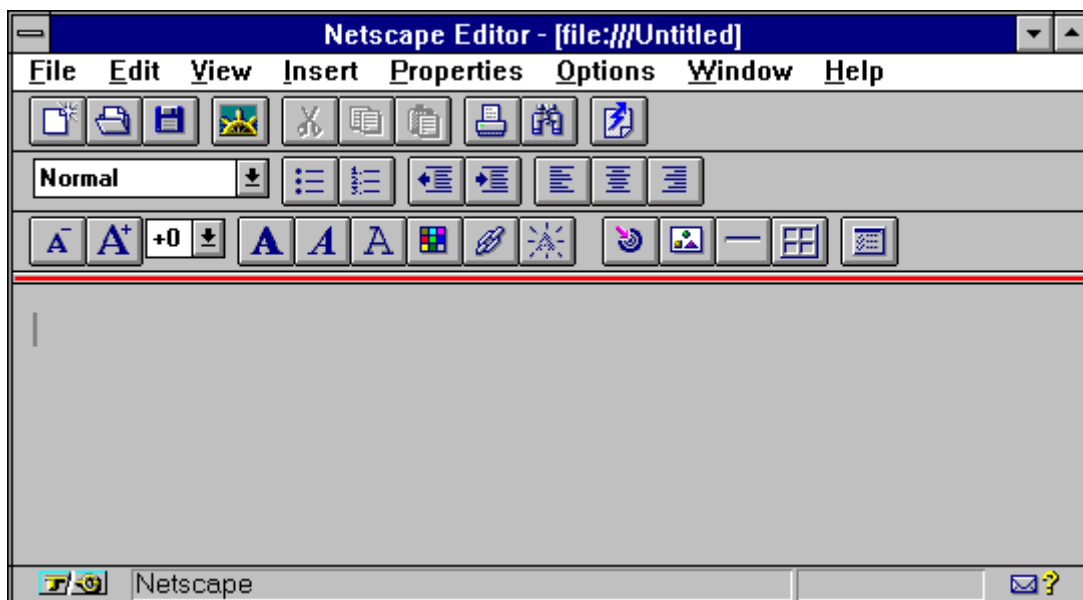 Netscape Editor - [file:///Untitled]
File Edit View Insert Properties Options Window Help
Normal
A- A+ +0 A A A
Netscape